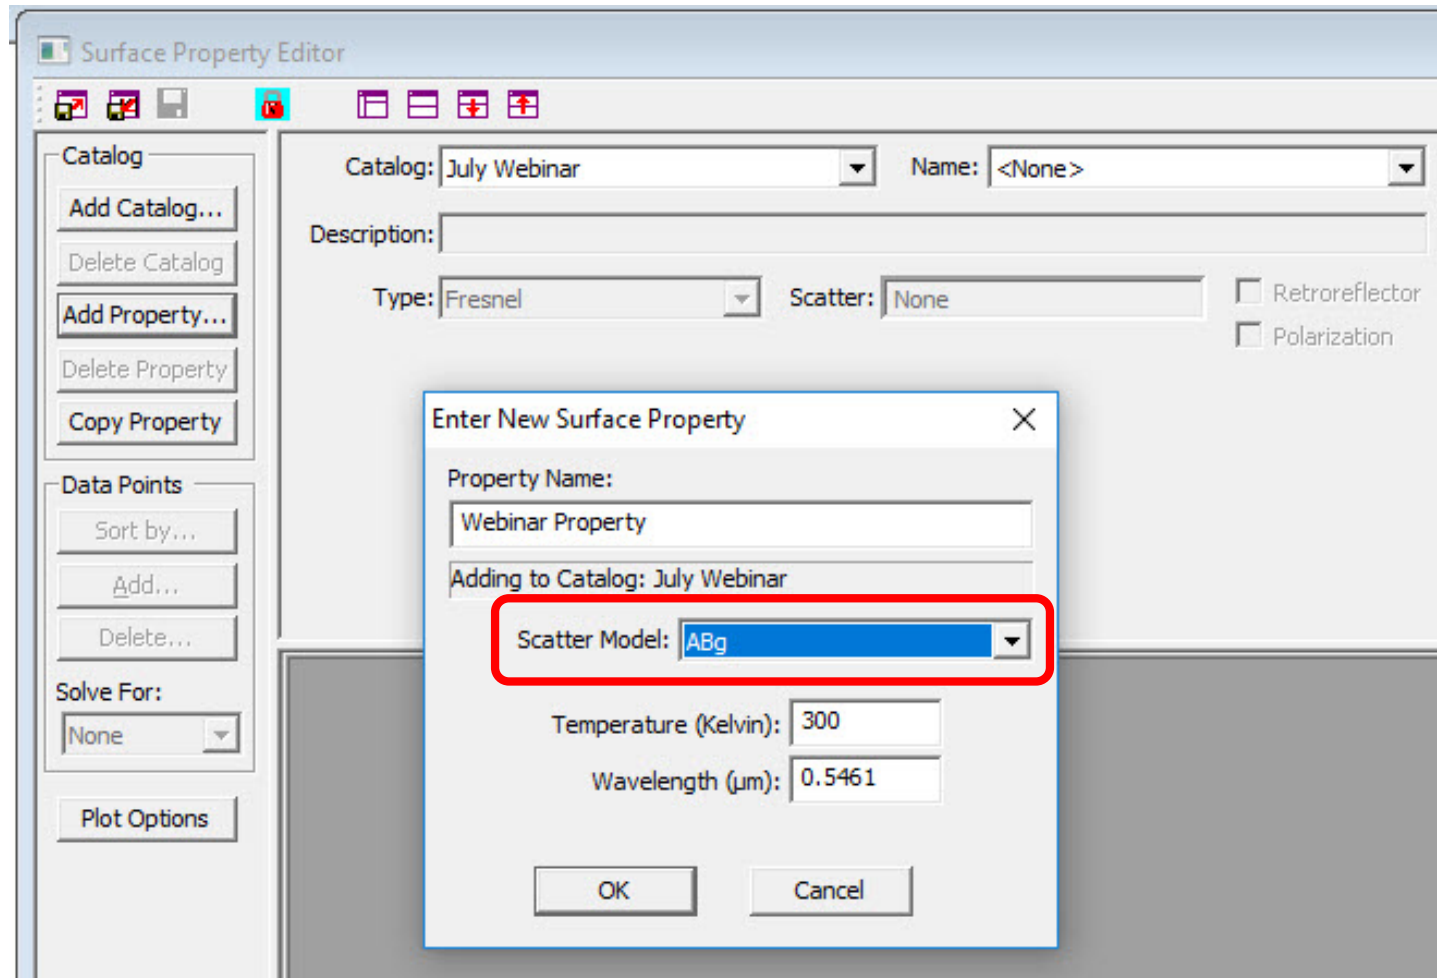 Surface Property Editor
Catalog
Catalog: July Webinar Name: <None>
Add Catalog...
Description:
Delete Catalog
Type: Fresnel Scatter: None Retroreflector
Add Property...
Polarization
Delete Property
Copy Property
Enter New Surface Property
Property Name:
Data Points
Webinar Property
Sort by...
Adding to Catalog: July Webinar
Add...
Delete...
Scatter Model: ABg
Solve For:
None
Temperature (Kelvin): 300
Wavelength (µm): 0.5461
Plot Options
OK Cancel